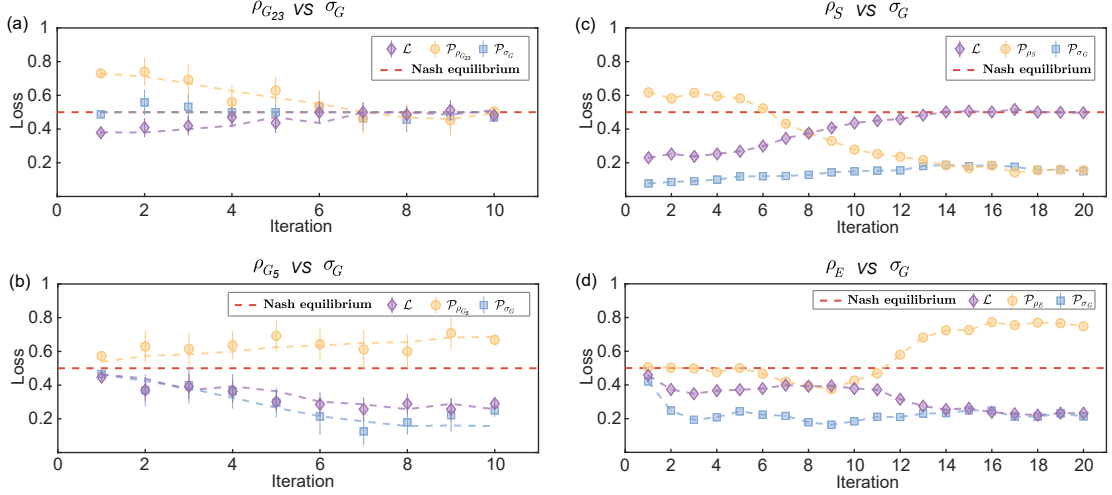 (a)
ρ_{G_{23}} vs σ_G
Loss
1
0.8
0.6
0.4
0.2
ℒ 𝒫_{ρ_{G_{23}}} 𝒫_{σ_G}
Nash equilibrium
0 2 4 6 8 10
Iteration
(c)
ρ_S vs σ_G
Loss
1
0.8
0.6
0.4
0.2
ℒ 𝒫_{ρ_S} 𝒫_{σ_G}
Nash equilibrium
0 2 4 6 8 10 12 14 16 18 20
Iteration
(b)
ρ_{G_5} vs σ_G
Loss
1
0.8
0.6
0.4
0.2
Nash equilibrium ℒ 𝒫_{ρ_{G_5}} 𝒫_{σ_G}
0 2 4 6 8 10
Iteration
(d)
ρ_E vs σ_G
Loss
1
0.8
0.6
0.4
0.2
Nash equilibrium ℒ 𝒫_{ρ_E} 𝒫_{σ_G}
0 2 4 6 8 10 12 14 16 18 20
Iteration